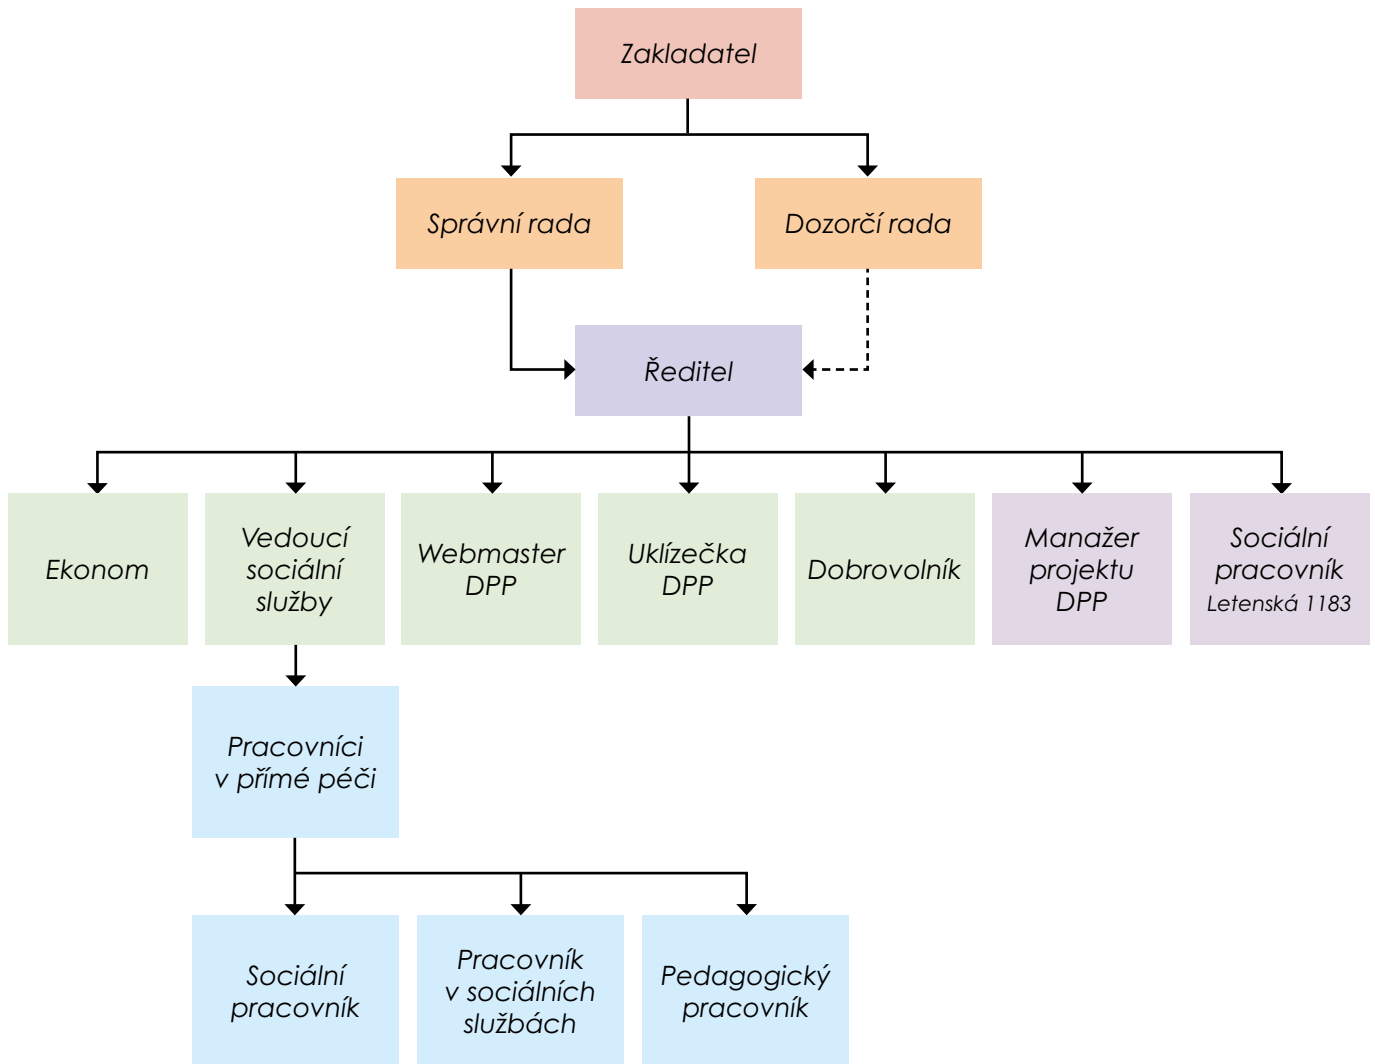 Zakladatel
Správní rada
Dozorčí rada
Ředitel
Ekonom
Vedoucí
sociální
služby
Webmaster
DPP
Uklízečka
DPP
Dobrovolník
Manažer
projektu
DPP
Sociální
pracovník
Letenská 1183
Pracovníci
v přímé péči
Sociální
pracovník
Pracovník
v sociálních
službách
Pedagogický
pracovník